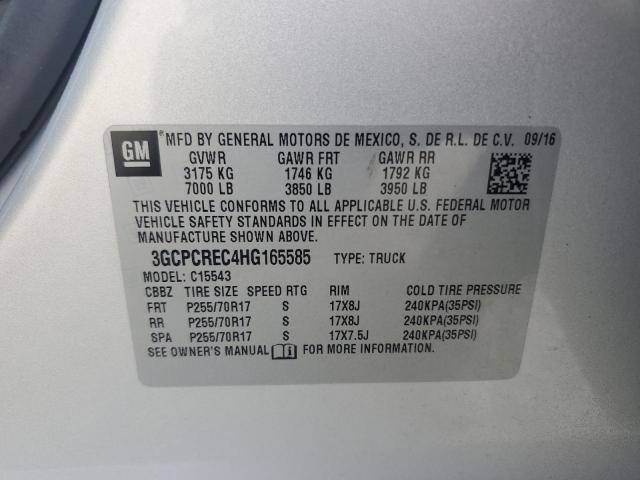 GM ® MFD BY GENERAL MOTORS DE MEXICO, S. DE R.L. DE C.V. 09/16
GVWR GAWR FRT GAWR RR
3175 KG 1746 KG 1792 KG
7000 LB 3850 LB 3950 LB
THIS VEHICLE CONFORMS TO ALL APPLICABLE U.S. FEDERAL MOTOR
VEHICLE SAFETY STANDARDS IN EFFECT ON THE DATE OF
MANUFACTURE SHOWN ABOVE.
3GCPCREC4HG165585 TYPE: TRUCK
MODEL: C15543
CBBZ TIRE SIZE SPEED RTG RIM COLD TIRE PRESSURE
FRT P255/70R17 S 17X8J 240KPA(35PSI)
RR P255/70R17 S 17X8J 240KPA(35PSI)
SPA P255/70R17 S 17X7.5J 240KPA(35PSI)
SEE OWNER'S MANUAL FOR MORE INFORMATION.